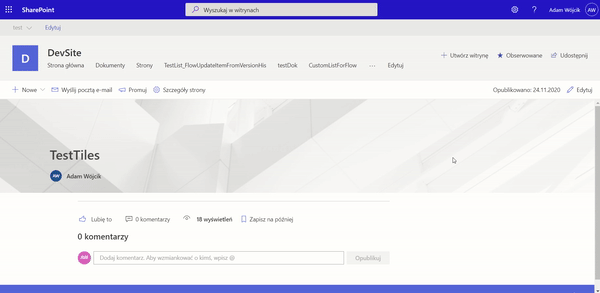 SharePoint Wyszukaj w witrynach ? Adam Wójcik AW
test Edytuj
D DevSite
Strona główna Dokumenty Strony TestList_FlowUpdateItemFromVersionHis testDok CustomListForFlow ... Edytuj + Utwórz witrynę Obserwowane Udostępnij
+ Nowe Wyślij pocztą e-mail Promuj Szczegóły strony Opublikowano: 24.11.2020 Edytuj
TestTiles
AW Adam Wójcik
Lubię to 0 komentarzy 18 wyświetleń Zapisz na później
0 komentarzy
Dodaj komentarz. Aby wzmiankować o kimś, wpisz @ Opublikuj